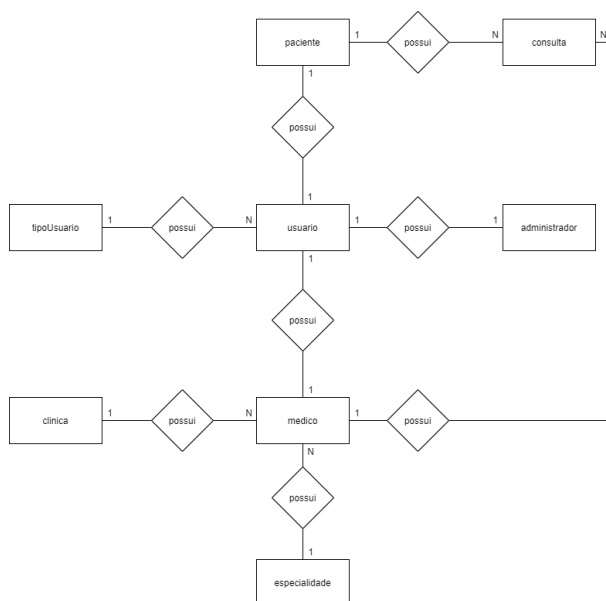 paciente 1 possui N consulta N
1
possui
1
tipoUsuario 1 possui N usuario 1 possui 1 administrador
1
possui
1
clinica 1 possui N medico 1 possui
N
possui
1
especialidade